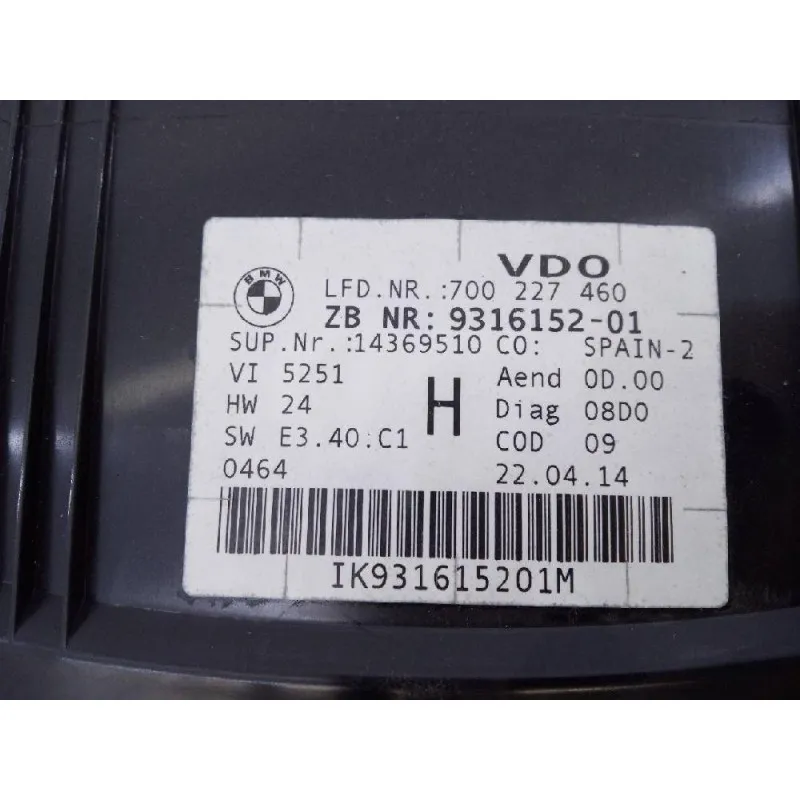 VDO
BMW
LFD.NR.:700 227 460
ZB NR: 9316152-01
SUP.Nr.:14369510 CO: SPAIN-2
VI 5251 Aend 0D.00
HW 24 H Diag 08D0
SW E3.40.C1 COD 09
0464 22.04.14
IK931615201M